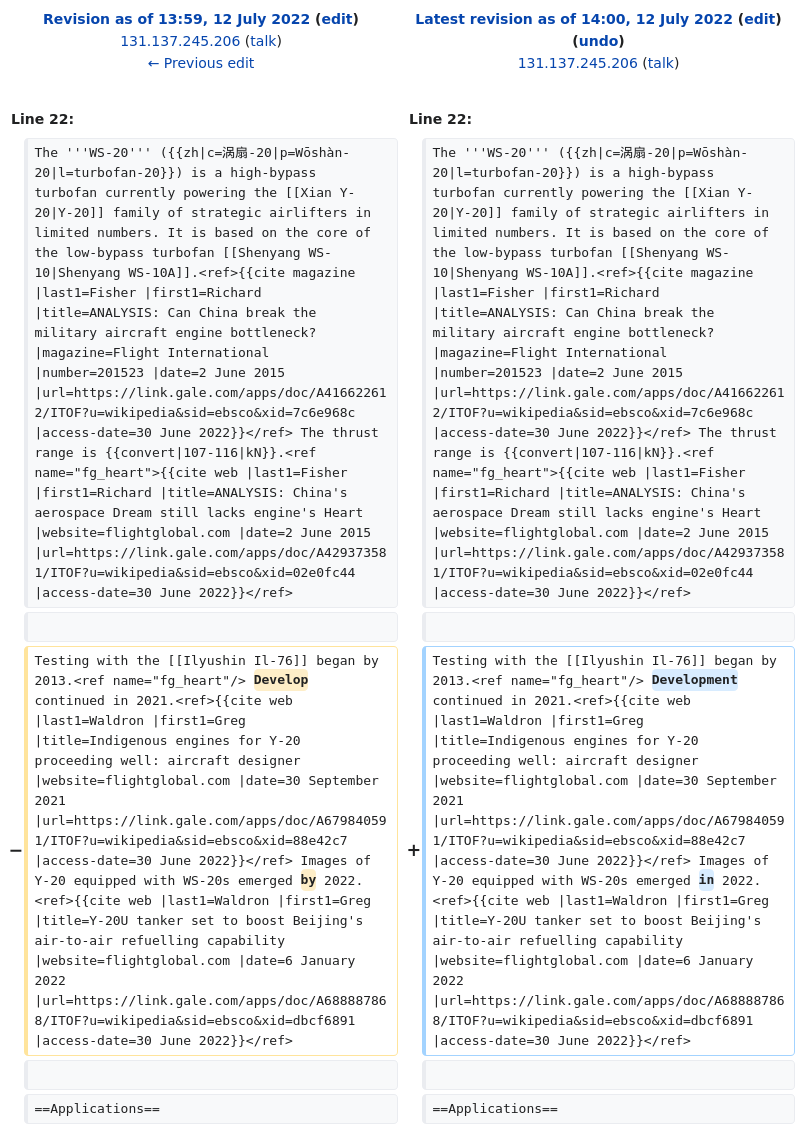 Revision as of 13:59, 12 July 2022 (edit)
131.137.245.206 (talk)
← Previous edit
Latest revision as of 14:00, 12 July 2022 (edit)
(undo)
131.137.245.206 (talk)
Line 22:
Line 22:
The '''WS-20''' ({{zh|c=涡扇-20|p=Wōshàn-
20|l=turbofan-20}}) is a high-bypass
turbofan currently powering the [[Xian Y-
20|Y-20]] family of strategic airlifters in
limited numbers. It is based on the core of
the low-bypass turbofan [[Shenyang WS-
10|Shenyang WS-10A]].<ref>{{cite magazine
|last1=Fisher |first1=Richard
|title=ANALYSIS: Can China break the
military aircraft engine bottleneck?
|magazine=Flight International
|number=201523 |date=2 June 2015
|url=https://link.gale.com/apps/doc/A41662261
2/ITOF?u=wikipedia&sid=ebsco&xid=7c6e968c
|access-date=30 June 2022}}</ref> The thrust
range is {{convert|107-116|kN}}.<ref
name="fg_heart">{{cite web |last1=Fisher
|first1=Richard |title=ANALYSIS: China's
aerospace Dream still lacks engine's Heart
|website=flightglobal.com |date=2 June 2015
|url=https://link.gale.com/apps/doc/A42937358
1/ITOF?u=wikipedia&sid=ebsco&xid=02e0fc44
|access-date=30 June 2022}}</ref>
The '''WS-20''' ({{zh|c=涡扇-20|p=Wōshàn-
20|l=turbofan-20}}) is a high-bypass
turbofan currently powering the [[Xian Y-
20|Y-20]] family of strategic airlifters in
limited numbers. It is based on the core of
the low-bypass turbofan [[Shenyang WS-
10|Shenyang WS-10A]].<ref>{{cite magazine
|last1=Fisher |first1=Richard
|title=ANALYSIS: Can China break the
military aircraft engine bottleneck?
|magazine=Flight International
|number=201523 |date=2 June 2015
|url=https://link.gale.com/apps/doc/A41662261
2/ITOF?u=wikipedia&sid=ebsco&xid=7c6e968c
|access-date=30 June 2022}}</ref> The thrust
range is {{convert|107-116|kN}}.<ref
name="fg_heart">{{cite web |last1=Fisher
|first1=Richard |title=ANALYSIS: China's
aerospace Dream still lacks engine's Heart
|website=flightglobal.com |date=2 June 2015
|url=https://link.gale.com/apps/doc/A42937358
1/ITOF?u=wikipedia&sid=ebsco&xid=02e0fc44
|access-date=30 June 2022}}</ref>
−
Testing with the [[Ilyushin Il-76]] began by
2013.<ref name="fg_heart"/> Develop
continued in 2021.<ref>{{cite web
|last1=Waldron |first1=Greg
|title=Indigenous engines for Y-20
proceeding well: aircraft designer
|website=flightglobal.com |date=30 September
2021
|url=https://link.gale.com/apps/doc/A67984059
1/ITOF?u=wikipedia&sid=ebsco&xid=88e42c7
|access-date=30 June 2022}}</ref> Images of
Y-20 equipped with WS-20s emerged by 2022.
<ref>{{cite web |last1=Waldron |first1=Greg
|title=Y-20U tanker set to boost Beijing's
air-to-air refuelling capability
|website=flightglobal.com |date=6 January
2022
|url=https://link.gale.com/apps/doc/A68888786
8/ITOF?u=wikipedia&sid=ebsco&xid=dbcf6891
|access-date=30 June 2022}}</ref>
+
Testing with the [[Ilyushin Il-76]] began by
2013.<ref name="fg_heart"/> Development
continued in 2021.<ref>{{cite web
|last1=Waldron |first1=Greg
|title=Indigenous engines for Y-20
proceeding well: aircraft designer
|website=flightglobal.com |date=30 September
2021
|url=https://link.gale.com/apps/doc/A67984059
1/ITOF?u=wikipedia&sid=ebsco&xid=88e42c7
|access-date=30 June 2022}}</ref> Images of
Y-20 equipped with WS-20s emerged in 2022.
<ref>{{cite web |last1=Waldron |first1=Greg
|title=Y-20U tanker set to boost Beijing's
air-to-air refuelling capability
|website=flightglobal.com |date=6 January
2022
|url=https://link.gale.com/apps/doc/A68888786
8/ITOF?u=wikipedia&sid=ebsco&xid=dbcf6891
|access-date=30 June 2022}}</ref>
==Applications==
==Applications==